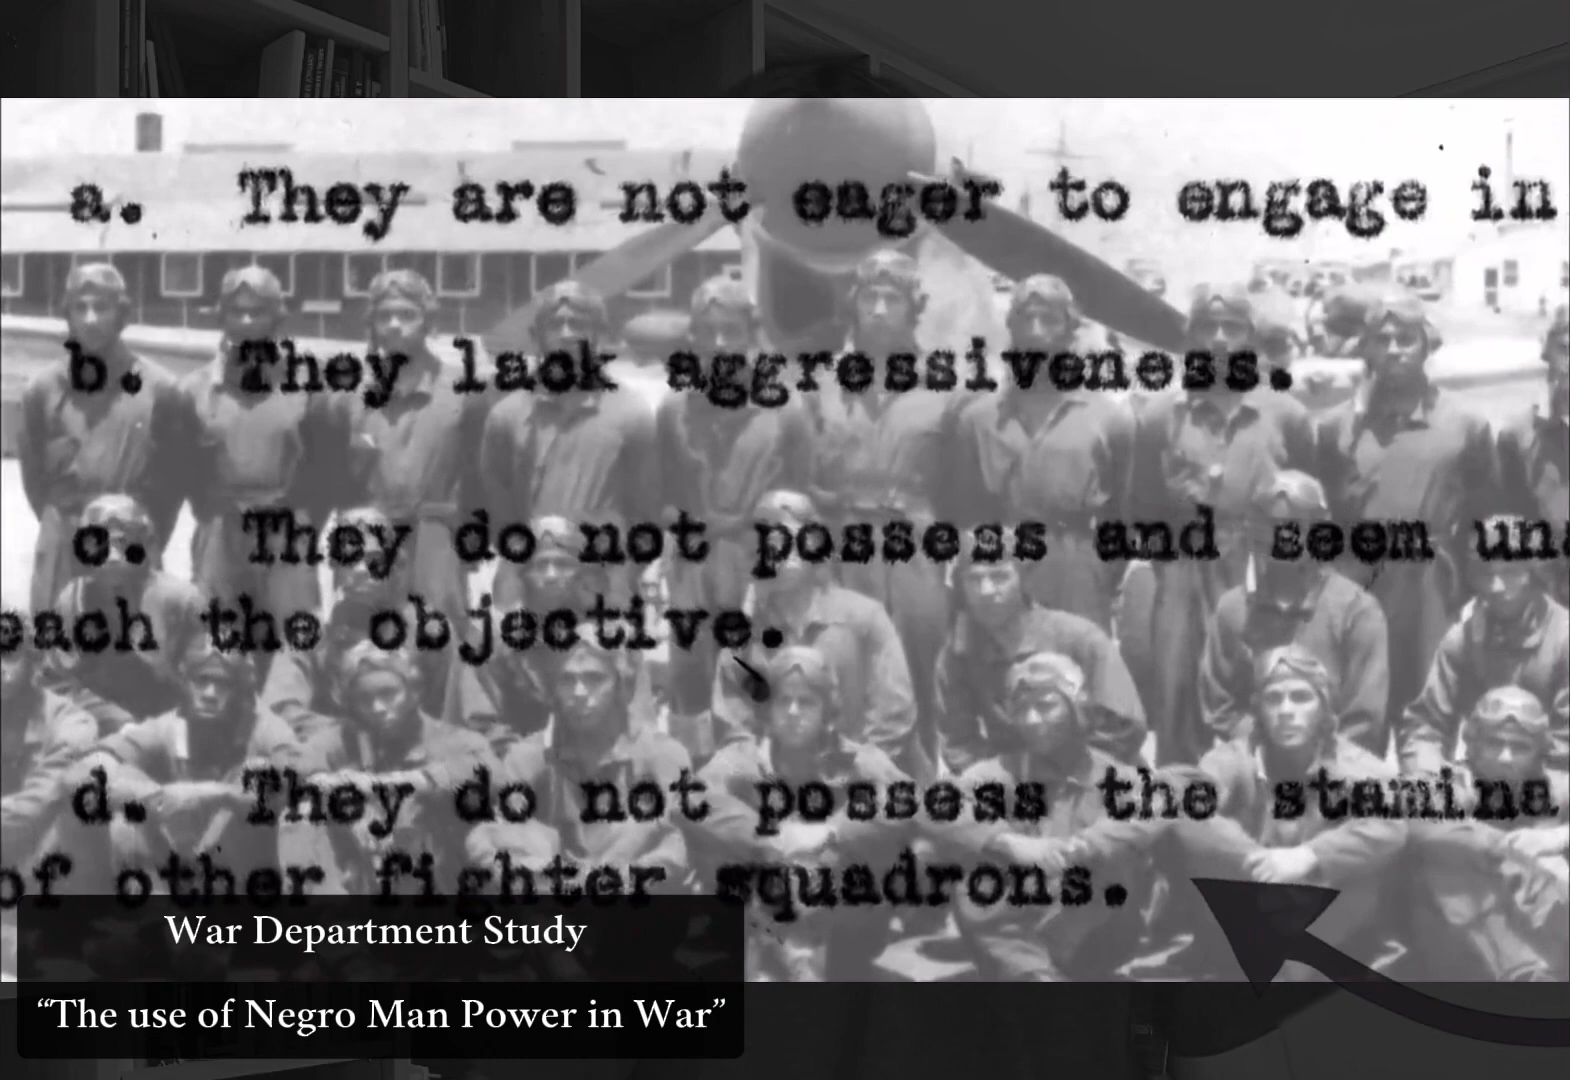 a. They are not eager to engage in
b. They lack aggressiveness.
c. They do not possess and seem una
each the objective.
d. They do not possess the stamina
of other fighter squadrons.
War Department Study
“The use of Negro Man Power in War”